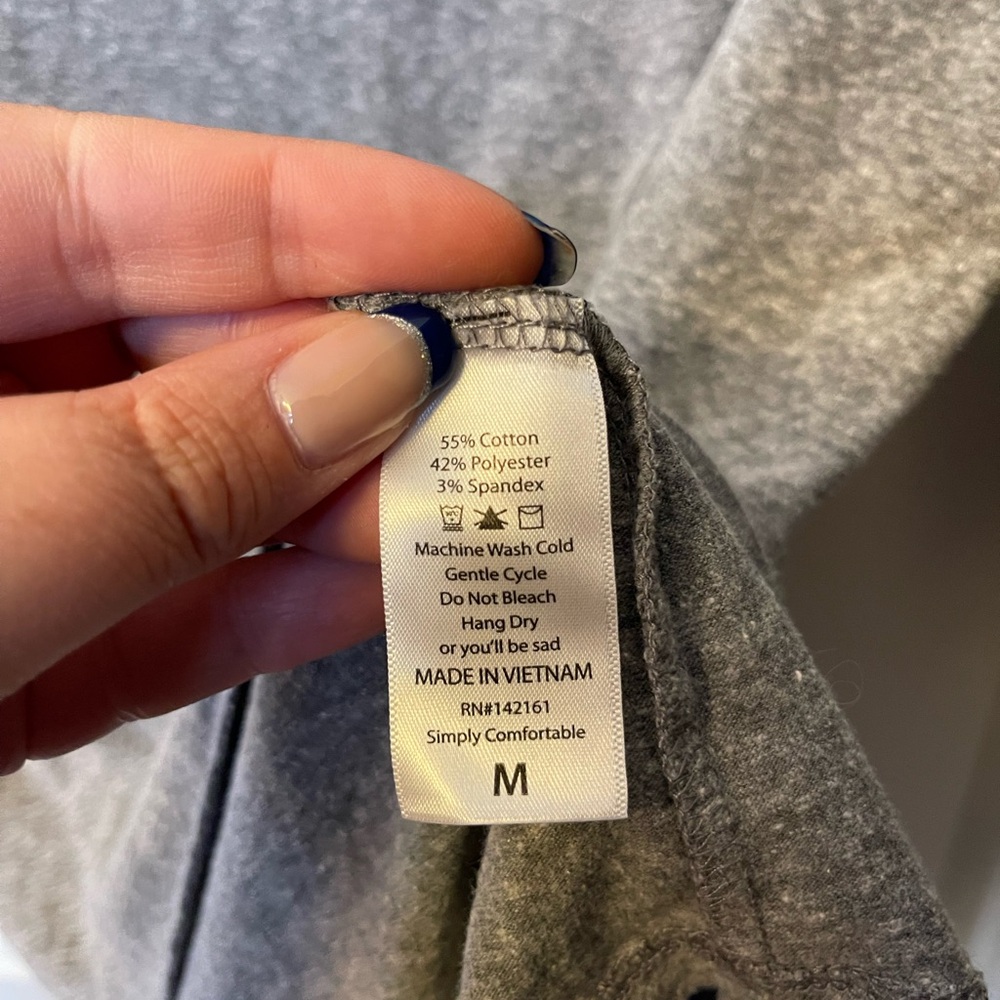 55% Cotton
42% Polyester
3% Spandex
Machine Wash Cold
Gentle Cycle
Do Not Bleach
Hang Dry
or you'll be sad
MADE IN VIETNAM
RN#142161
Simply Comfortable
M